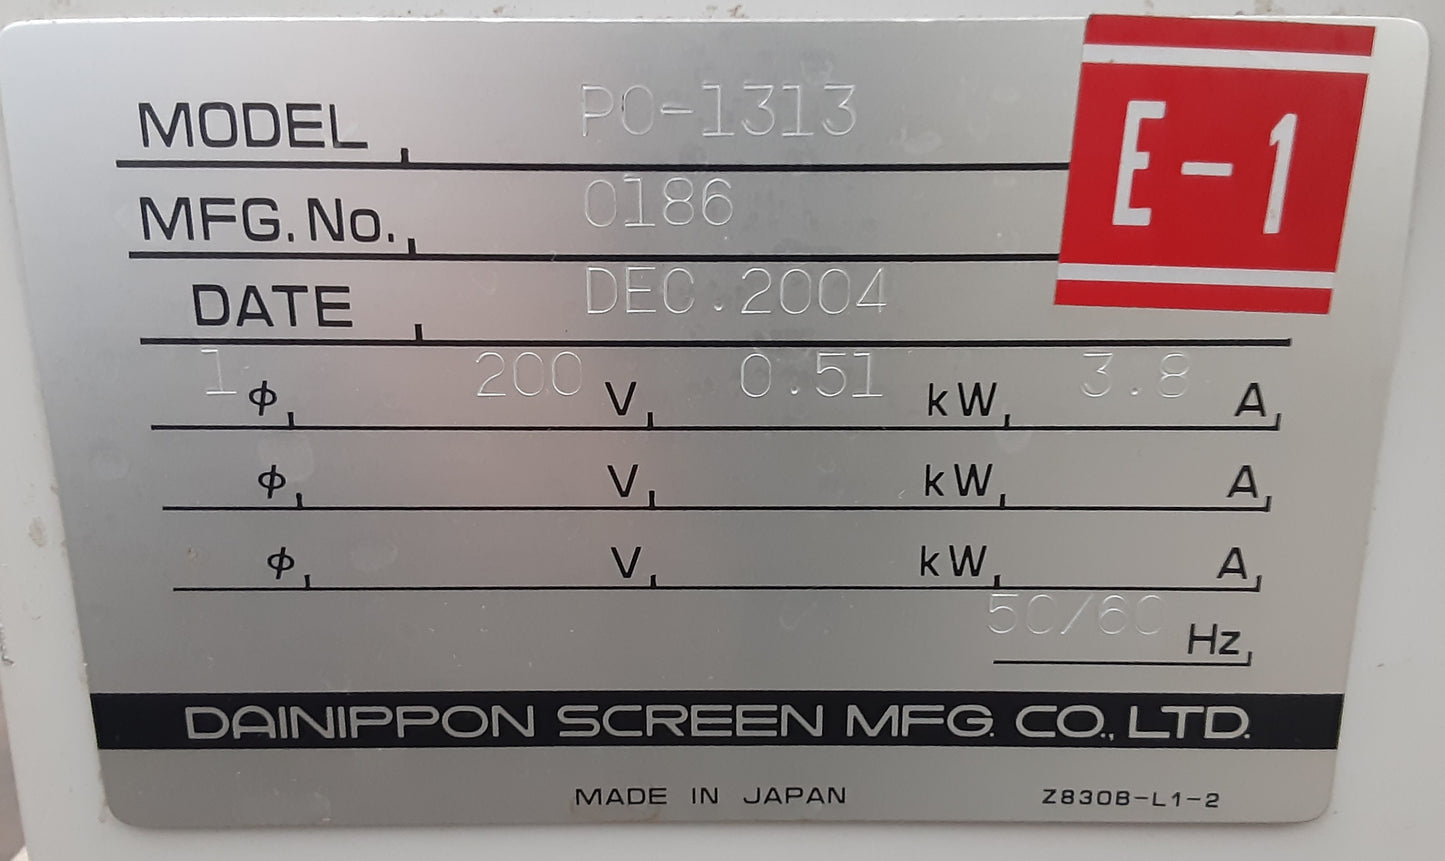 MODEL PO-1313
E-1
MFG. No. 0186
DATE DEC.2004
1 φ 200 V 0.51 kW 3.8 A
φ V kW A
φ V kW A
50/60 Hz
DAINIPPON SCREEN MFG. CO., LTD.
MADE IN JAPAN Z830B-L1-2